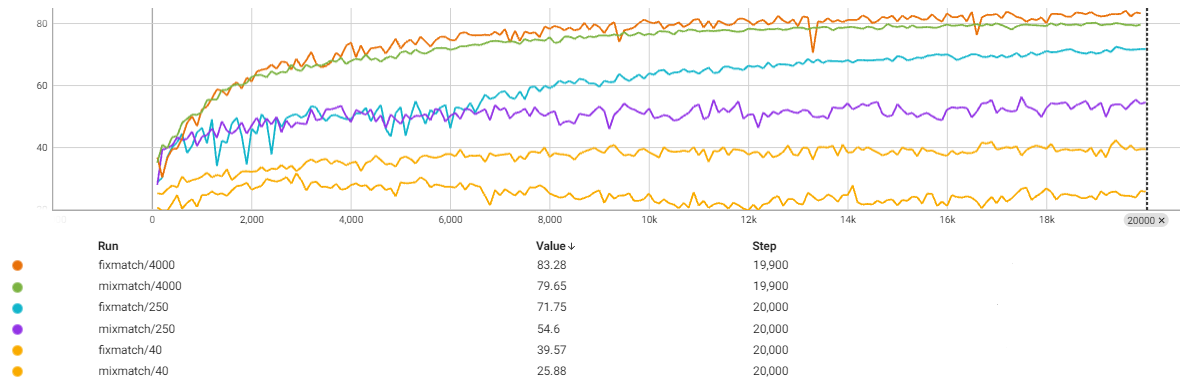 80
60
40
0 2,000 4,000 6,000 8,000 10k 12k 14k 16k 18k 20000 ✕
Run Value↓ Step
fixmatch/4000 83.28 19,900
mixmatch/4000 79.65 19,900
fixmatch/250 71.75 20,000
mixmatch/250 54.6 20,000
fixmatch/40 39.57 20,000
mixmatch/40 25.88 20,000